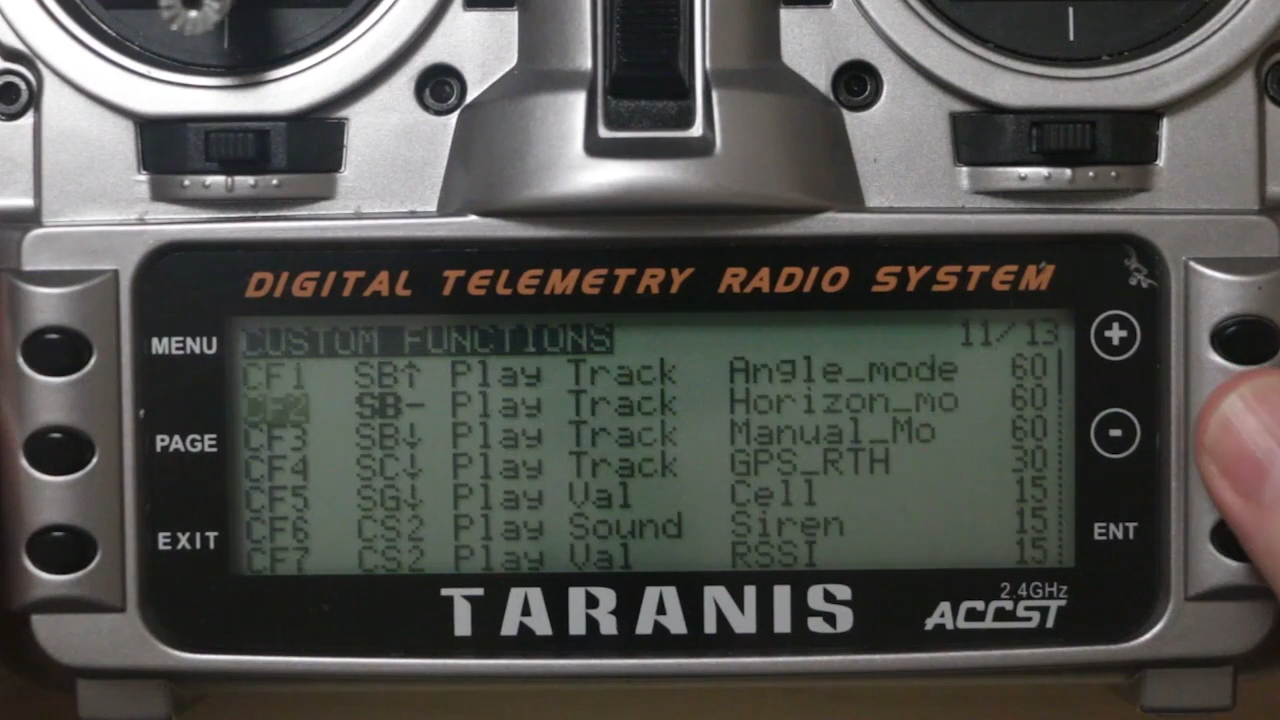 DIGITAL TELEMETRY RADIO SYSTEM
CUSTOM FUNCTIONS 11/13
CF1 SB↑ Play Track Angle_mode 60
CF2 SB- Play Track Horizon_mo 60
CF3 SB↓ Play Track Manual_Mo 60
CF4 SC↓ Play Track GPS_RTH 30
CF5 SG↓ Play Val Cell 15
CF6 CS2 Play Sound Siren 15
CF7 CS2 Play Val RSSI 15
MENU
PAGE
EXIT
+
-
ENT
TARANIS
2.4GHz
ACCST